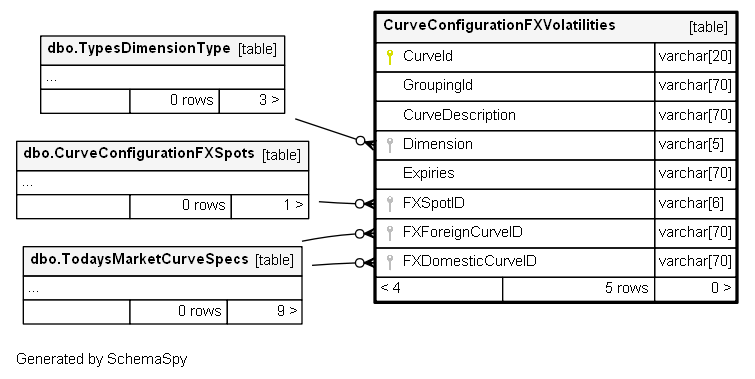 dbo.TypesDimensionType [table]
...
0 rows 3 >
dbo.CurveConfigurationFXSpots [table]
...
0 rows 1 >
dbo.TodaysMarketCurveSpecs [table]
...
0 rows 9 >
CurveConfigurationFXVolatilities [table]
CurveId varchar[20]
GroupingId varchar[70]
CurveDescription varchar[70]
Dimension varchar[5]
Expiries varchar[70]
FXSpotID varchar[6]
FXForeignCurveID varchar[70]
FXDomesticCurveID varchar[70]
< 4 5 rows 0 >
Generated by SchemaSpy